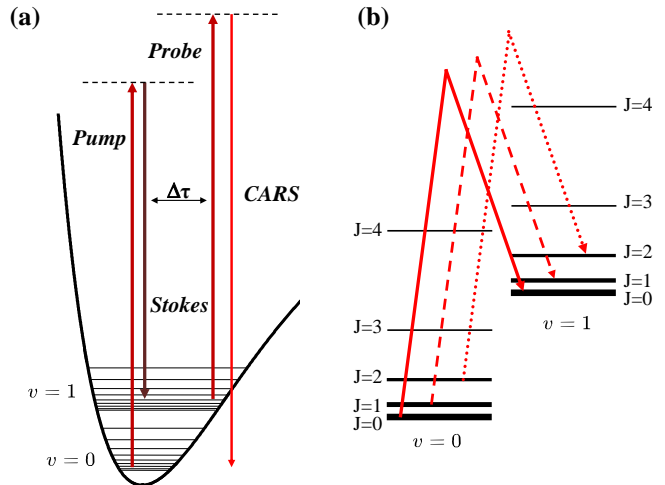 (a)
Probe
Pump
Δτ
CARS
Stokes
v = 1
v = 0
(b)
J=4
J=3
J=4
J=2
J=1
J=0
v = 1
J=3
J=2
J=1
J=0
v = 0